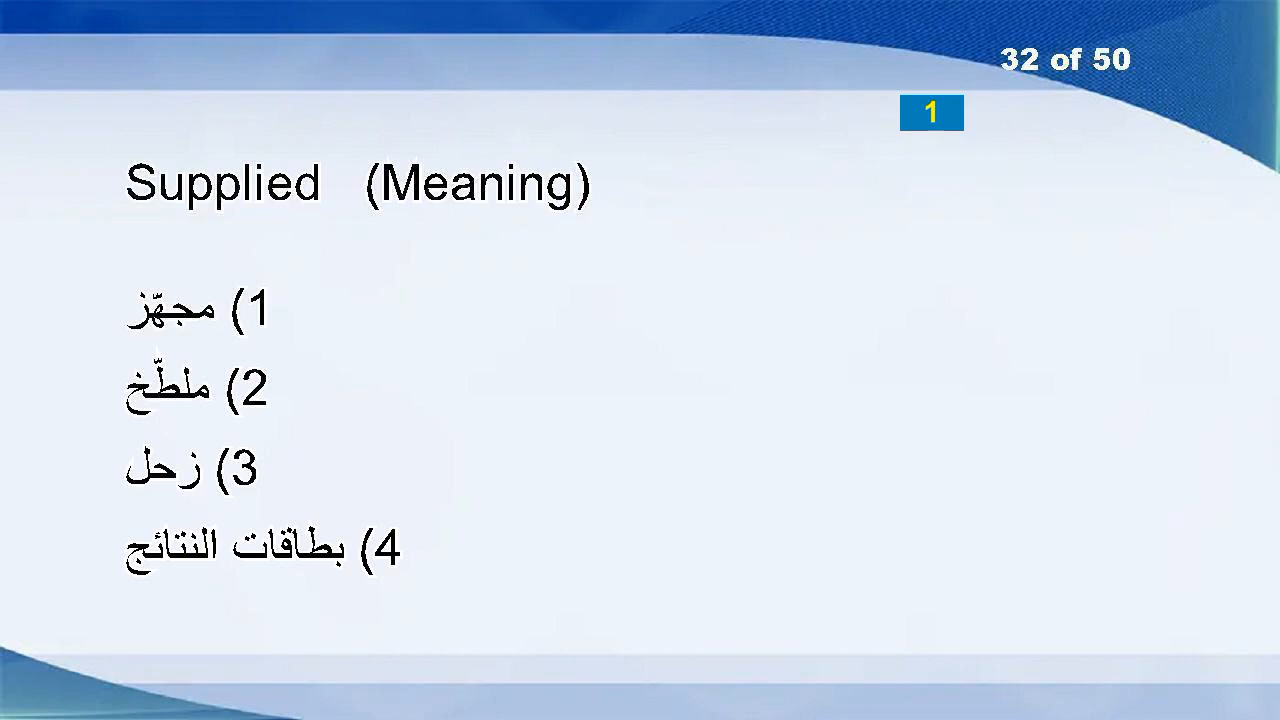 32 of 50
1
Supplied (Meaning)
1) مجهّز
2) ملطّخ
3) زحل
4) بطاقات النتائج